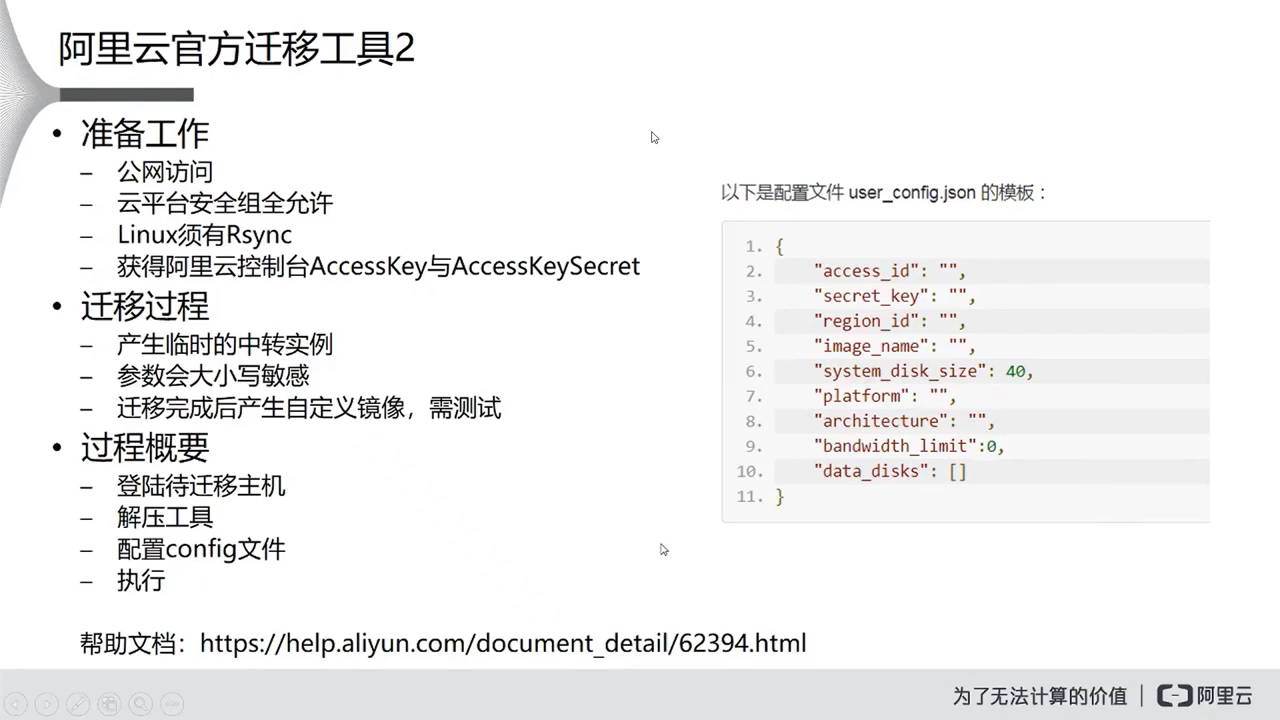 阿里云官方迁移工具2
• 准备工作
– 公网访问
– 云平台安全组全允许
– Linux须有Rsync
– 获得阿里云控制台AccessKey与AccessKeySecret
• 迁移过程
– 产生临时的中转实例
– 参数会大小写敏感
– 迁移完成后产生自定义镜像，需测试
• 过程概要
– 登陆待迁移主机
– 解压工具
– 配置config文件
– 执行
帮助文档：https://help.aliyun.com/document_detail/62394.html
以下是配置文件 user_config.json 的模板：
1. {
2. "access_id": "",
3. "secret_key": "",
4. "region_id": "",
5. "image_name": "",
6. "system_disk_size": 40,
7. "platform": "",
8. "architecture": "",
9. "bandwidth_limit":0,
10. "data_disks": []
11. }
为了无法计算的价值 | 阿里云